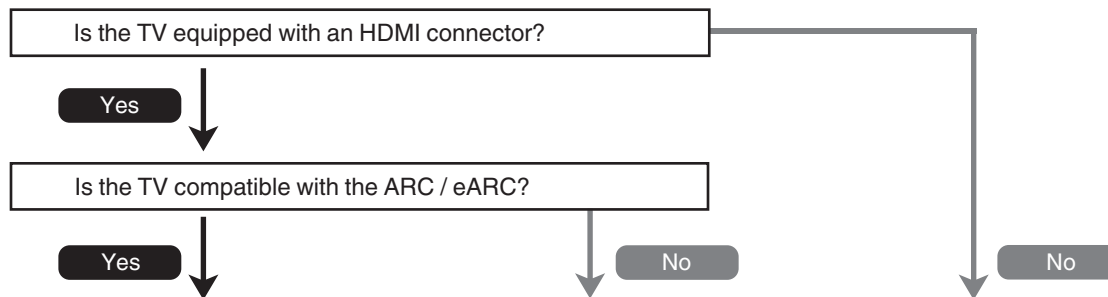 Is the TV equipped with an HDMI connector?
Yes
Is the TV compatible with the ARC / eARC?
Yes
No
No